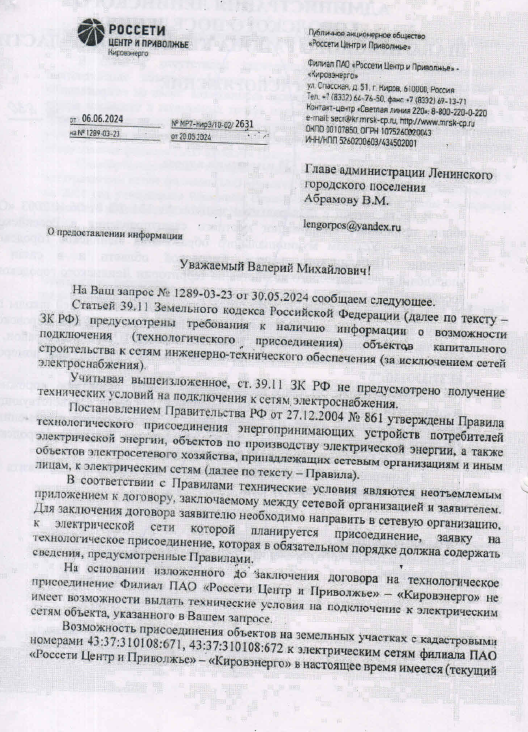 РОССЕТИ
ЦЕНТР И ПРИВОЛЖЬЕ
Кировэнерго
Публичное акционерное общество
«Россети Центр и Приволжье»
Филиал ПАО «Россети Центр и Приволжье» -
«Кировэнерго»
ул. Спасская, д. 51, г. Киров, 610000, Россия
Тел. +7 (8332) 64-76-50, факс +7 (8332) 69-13-71
Контакт-центр «Светлая линия 220»: 8-800-220-0-220
e-mail: secr@kr.mrsk-cp.ru, http://www.mrsk-cp.ru
ОКПО 00107850, ОГРН 1075260020043
ИНН/КПП 5260200603/434502001
от 06.06.2024 № МР7-КирЭ/10-02/2631
на № 1289-03-23 от 20.05.2024
Главе администрации Ленинского
городского поселения
Абрамову В.М.
lengorpos@yandex.ru
О предоставлении информации
Уважаемый Валерий Михайлович!
На Ваш запрос № 1289-03-23 от 30.05.2024 сообщаем следующее.
Статьей 39.11 Земельного кодекса Российской Федерации (далее по тексту –
ЗК РФ) предусмотрены требования к наличию информации о возможности
подключения (технологического присоединения) объектов капитального
строительства к сетям инженерно-технического обеспечения (за исключением сетей
электроснабжения).
Учитывая вышеизложенное, ст. 39.11 ЗК РФ не предусмотрено получение
технических условий на подключения к сетям электроснабжения.
Постановлением Правительства РФ от 27.12.2004 № 861 утверждены Правила
технологического присоединения энергопринимающих устройств потребителей
электрической энергии, объектов по производству электрической энергии, а также
объектов электросетевого хозяйства, принадлежащих сетевым организациям и иным
лицам, к электрическим сетям (далее по тексту – Правила).
В соответствии с Правилами технические условия являются неотъемлемым
приложением к договору, заключаемому между сетевой организацией и заявителем.
Для заключения договора заявителю необходимо направить в сетевую организацию,
к электрической сети которой планируется присоединение, заявку на
технологическое присоединение, которая в обязательном порядке должна содержать
сведения, предусмотренные Правилами.
На основании изложенного до заключения договора на технологическое
присоединение Филиал ПАО «Россети Центр и Приволжье» – «Кировэнерго» не
имеет возможности выдать технические условия на подключение к электрическим
сетям объекта, указанного в Вашем запросе.
Возможность присоединения объектов на земельных участках с кадастровыми
номерами 43:37:310108:671, 43:37:310108:672 к электрическим сетям филиала ПАО
«Россети Центр и Приволжье» – «Кировэнерго» в настоящее время имеется (текущий